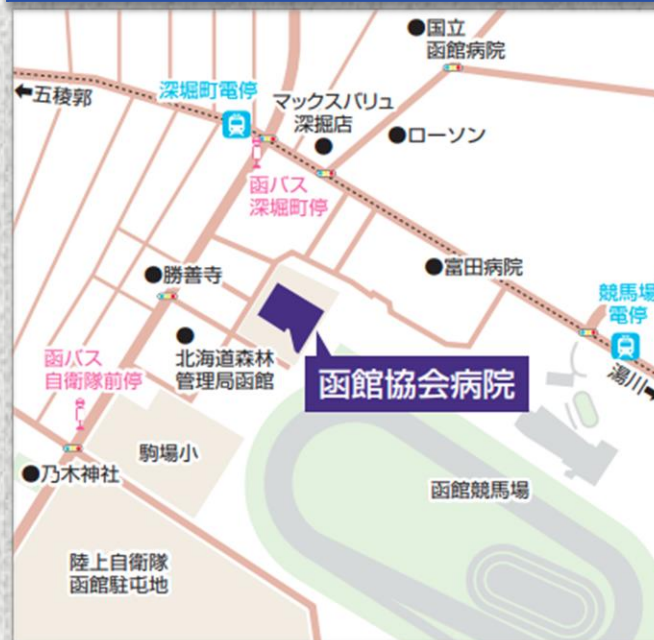 ●国立
函館病院
←五稜郭
深堀町電停
マックスバリュ
深掘店
●ローソン
函バス
深堀町停
●富田病院
●勝善寺
競馬場
電停
湯川→
北海道森林
管理局函館
函バス
自衛隊前停
函館協会病院
駒場小
●乃木神社
函館競馬場
陸上自衛隊
函館駐屯地